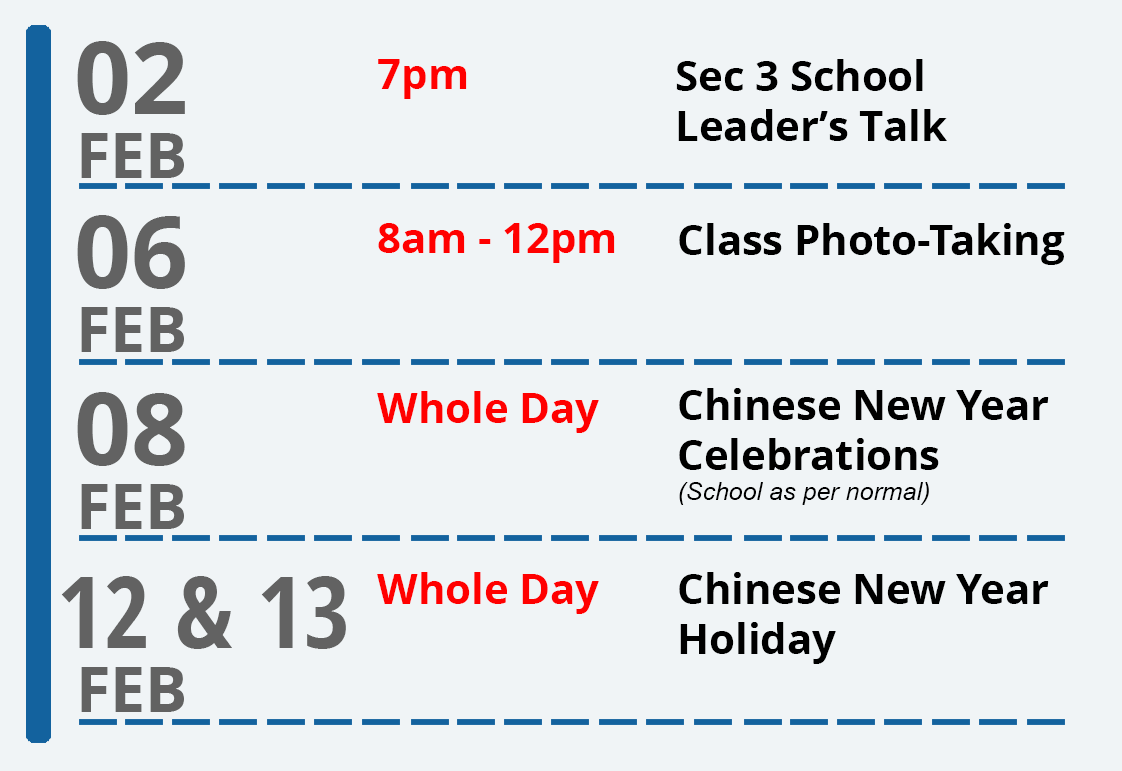 02
FEB
7pm
Sec 3 School
Leader’s Talk
06
FEB
8am - 12pm
Class Photo-Taking
08
FEB
Whole Day
Chinese New Year
Celebrations
(School as per normal)
12 & 13
FEB
Whole Day
Chinese New Year
Holiday